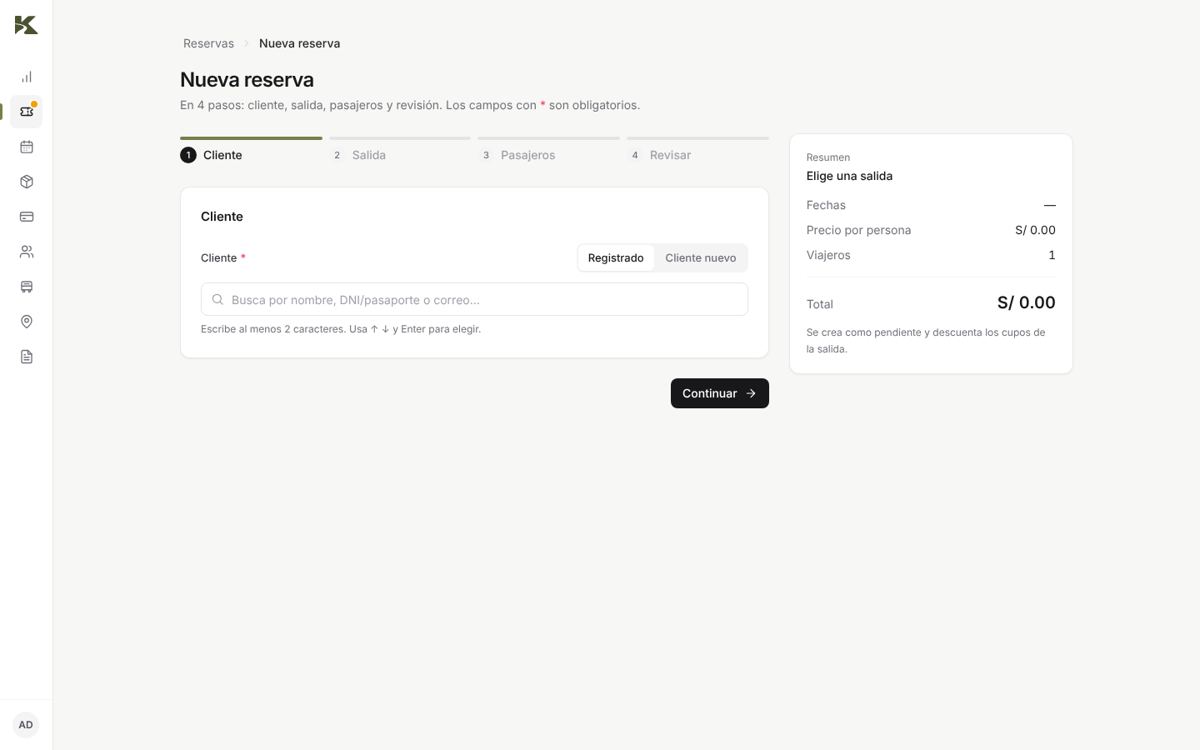 Reservas > Nueva reserva
Nueva reserva
En 4 pasos: cliente, salida, pasajeros y revisión. Los campos con * son obligatorios.
1 Cliente
2 Salida
3 Pasajeros
4 Revisar
Cliente
Cliente *
Registrado
Cliente nuevo
Busca por nombre, DNI/pasaporte o correo...
Escribe al menos 2 caracteres. Usa ↑ ↓ y Enter para elegir.
Continuar →
Resumen
Elige una salida
Fechas —
Precio por persona S/ 0.00
Viajeros 1
Total S/ 0.00
Se crea como pendiente y descuenta los cupos de
la salida.
AD